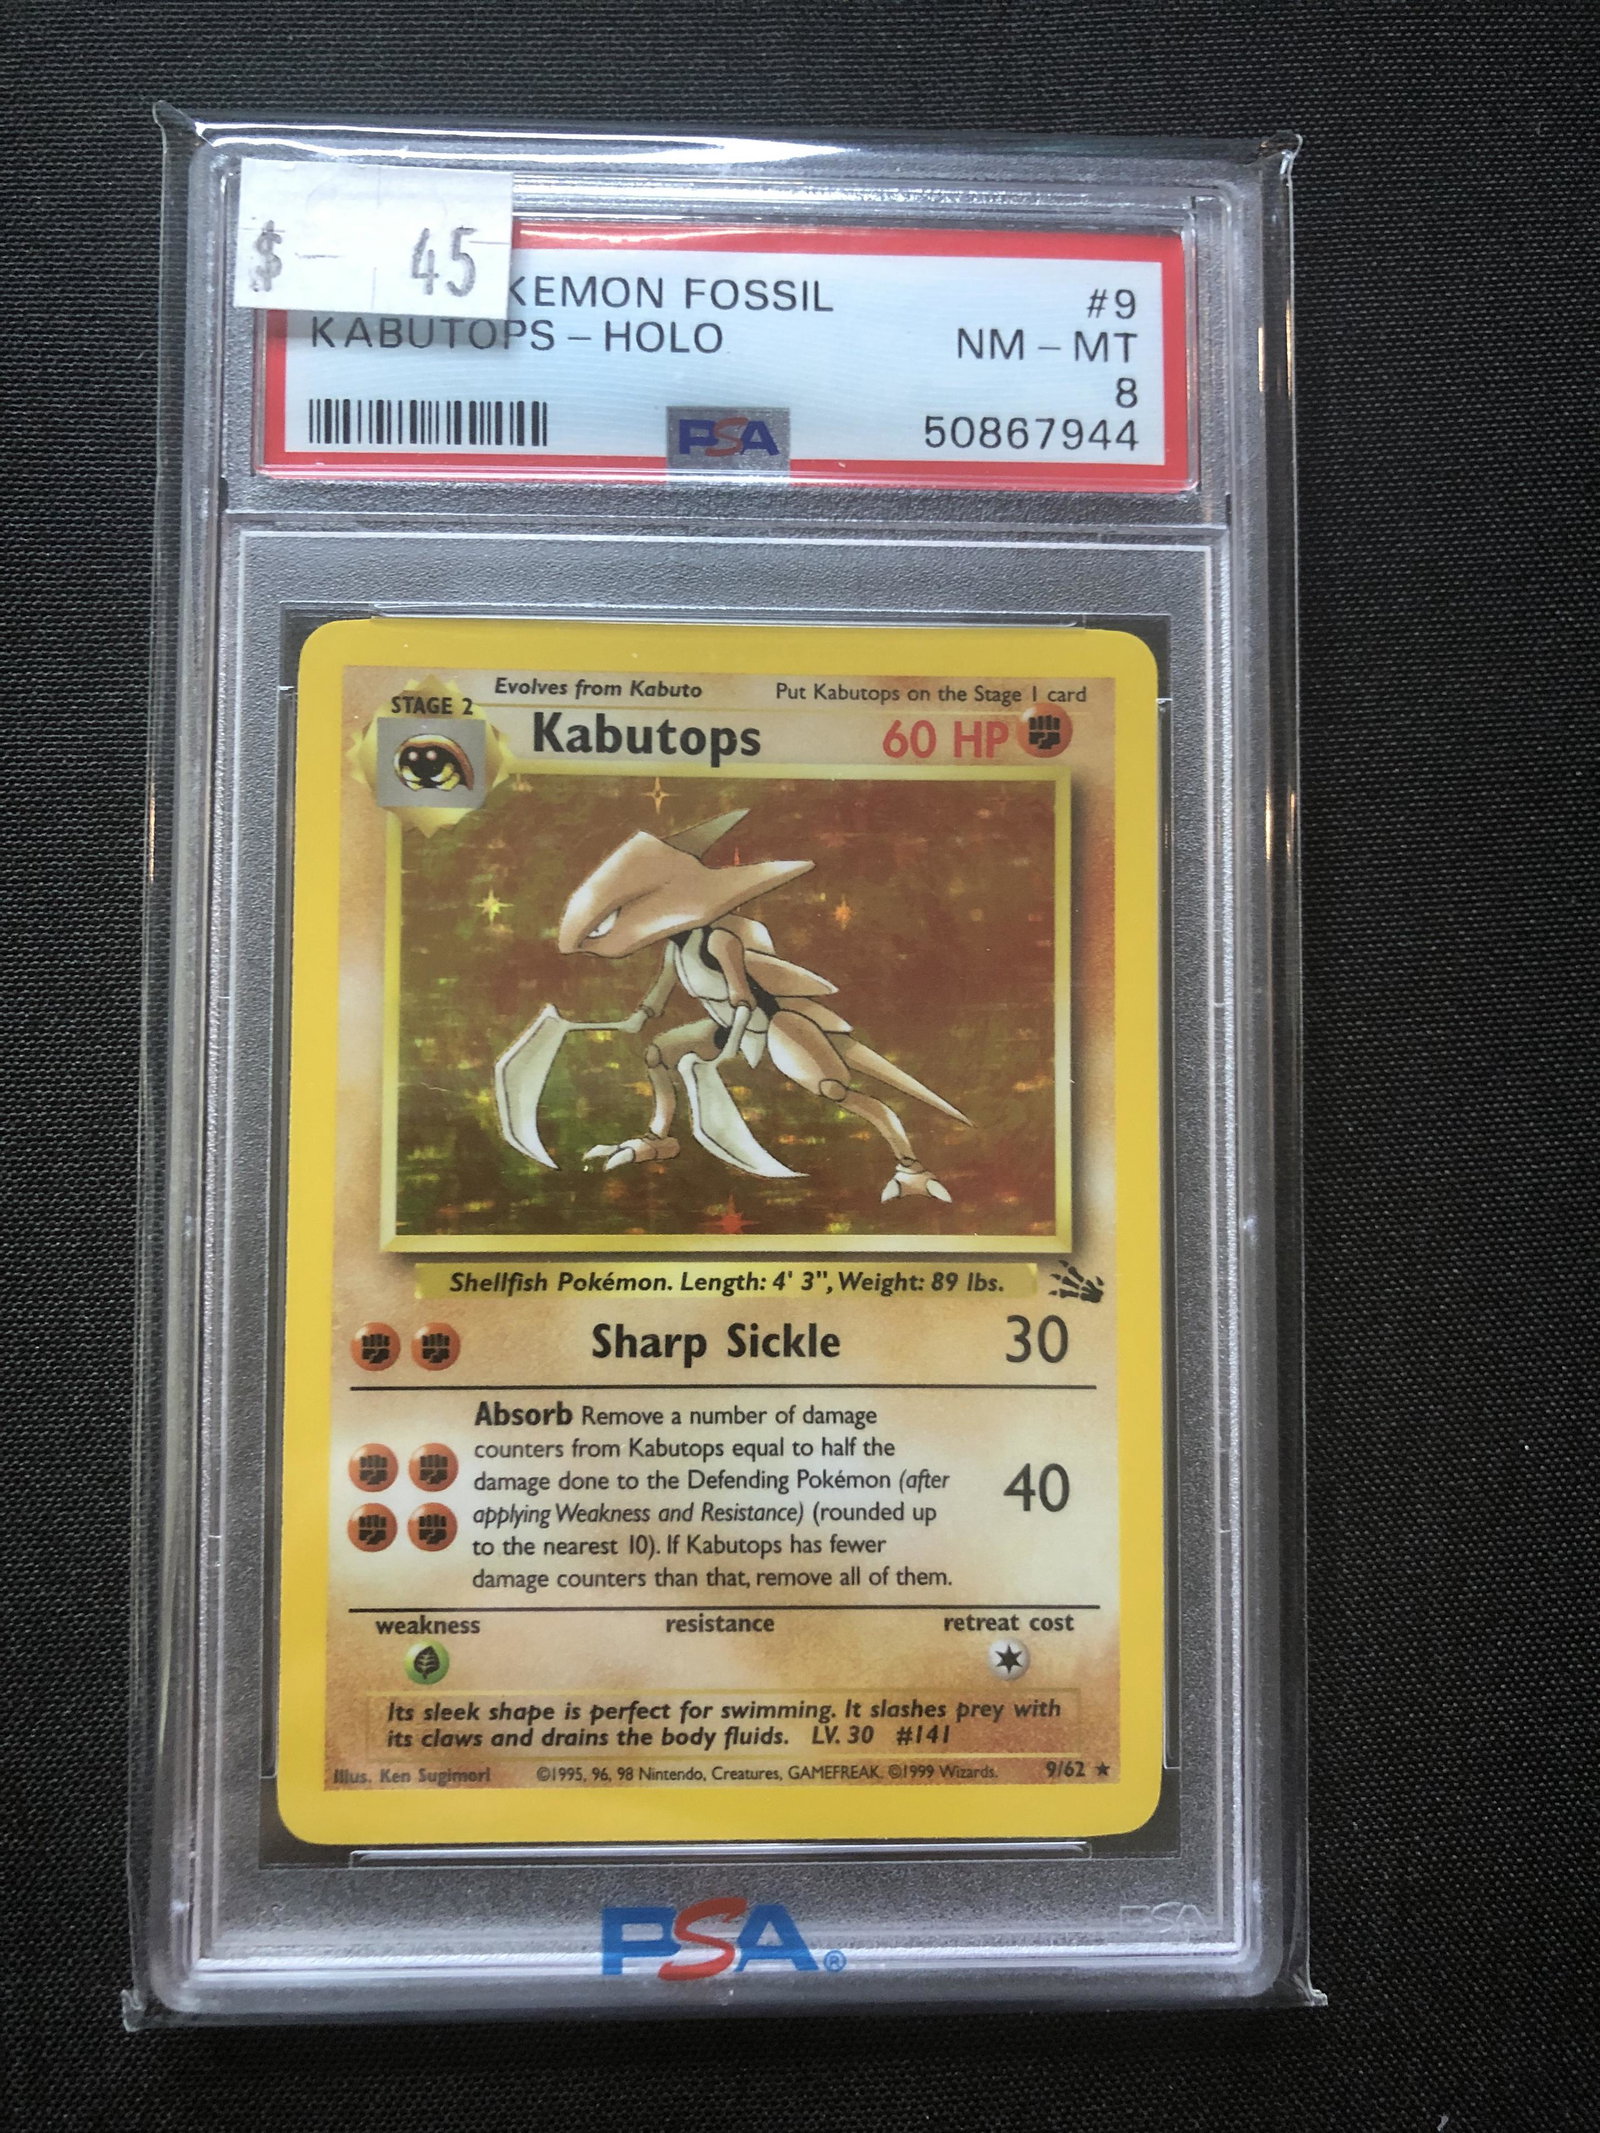 $ - 45
KEMON FOSSIL #9
KABUTOPS - HOLO NM - MT
8
PSA 50867944
STAGE 2 Evolves from Kabuto Put Kabutops on the Stage 1 card
Kabutops 60 HP
Shellfish Pokémon. Length: 4' 3", Weight: 89 lbs.
Sharp Sickle 30
Absorb Remove a number of damage
counters from Kabutops equal to half the
damage done to the Defending Pokémon (after
applying Weakness and Resistance) (rounded up
to the nearest 10). If Kabutops has fewer
damage counters than that, remove all of them.
40
weakness resistance retreat cost
Its sleek shape is perfect for swimming. It slashes prey with
its claws and drains the body fluids. LV. 30 #141
Illus. Ken Sugimori ©1995, 96, 98 Nintendo, Creatures, GAMEFREAK. ©1999 Wizards. 9/62 ★
PSA
PSA®